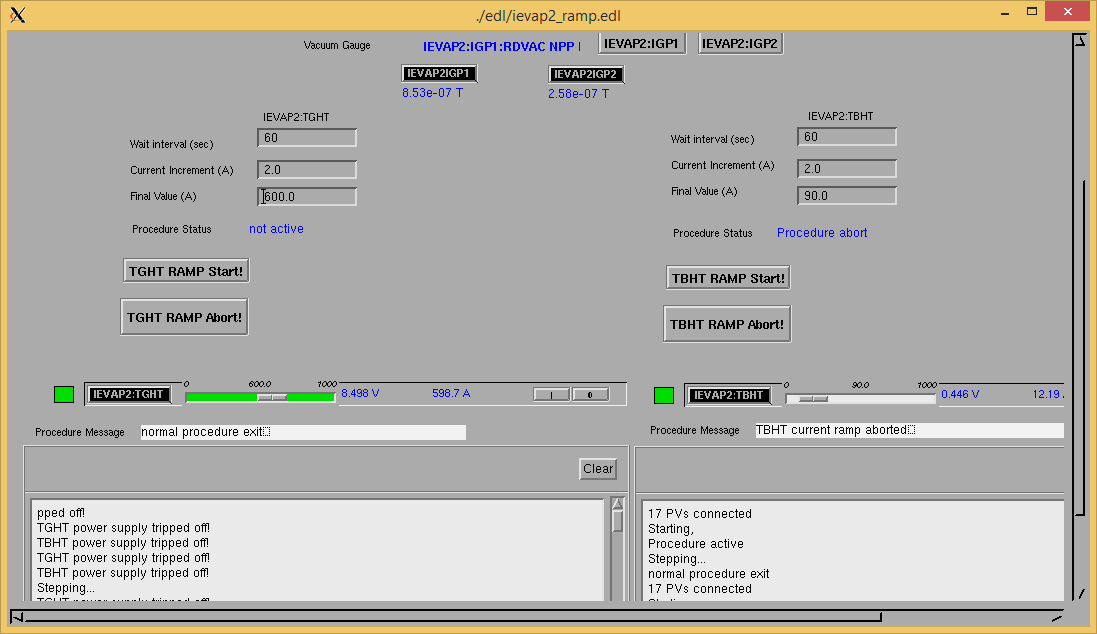 ./edl/ievap2_ramp.edl
Vacuum Gauge IEVAP2:IGP1:RDVAC NPP IEVAP2:IGP1 IEVAP2:IGP2
IEVAP2IGP1 IEVAP2IGP2
8.53e-07 T 2.58e-07 T
IEVAP2:TGHT
Wait interval (sec) 60
Current Increment (A) 2.0
Final Value (A) 600.0
Procedure Status not active
TGHT RAMP Start!
TGHT RAMP Abort!
IEVAP2:TBHT
Wait interval (sec) 60
Current Increment (A) 2.0
Final Value (A) 90.0
Procedure Status Procedure abort
TBHT RAMP Start!
TBHT RAMP Abort!
0 600.0 1000
IEVAP2:TGHT 8.498 V 598.7 A I 0
Procedure Message normal procedure exit
0 90.0 1000
IEVAP2:TBHT 0.446 V 12.19
Procedure Message TBHT current ramp aborted
Clear
pped off!
TGHT power supply tripped off!
TBHT power supply tripped off!
TGHT power supply tripped off!
TBHT power supply tripped off!
Stepping...
TGHT power supply tripped off!
17 PVs connected
Starting,
Procedure active
Stepping...
normal procedure exit
17 PVs connected